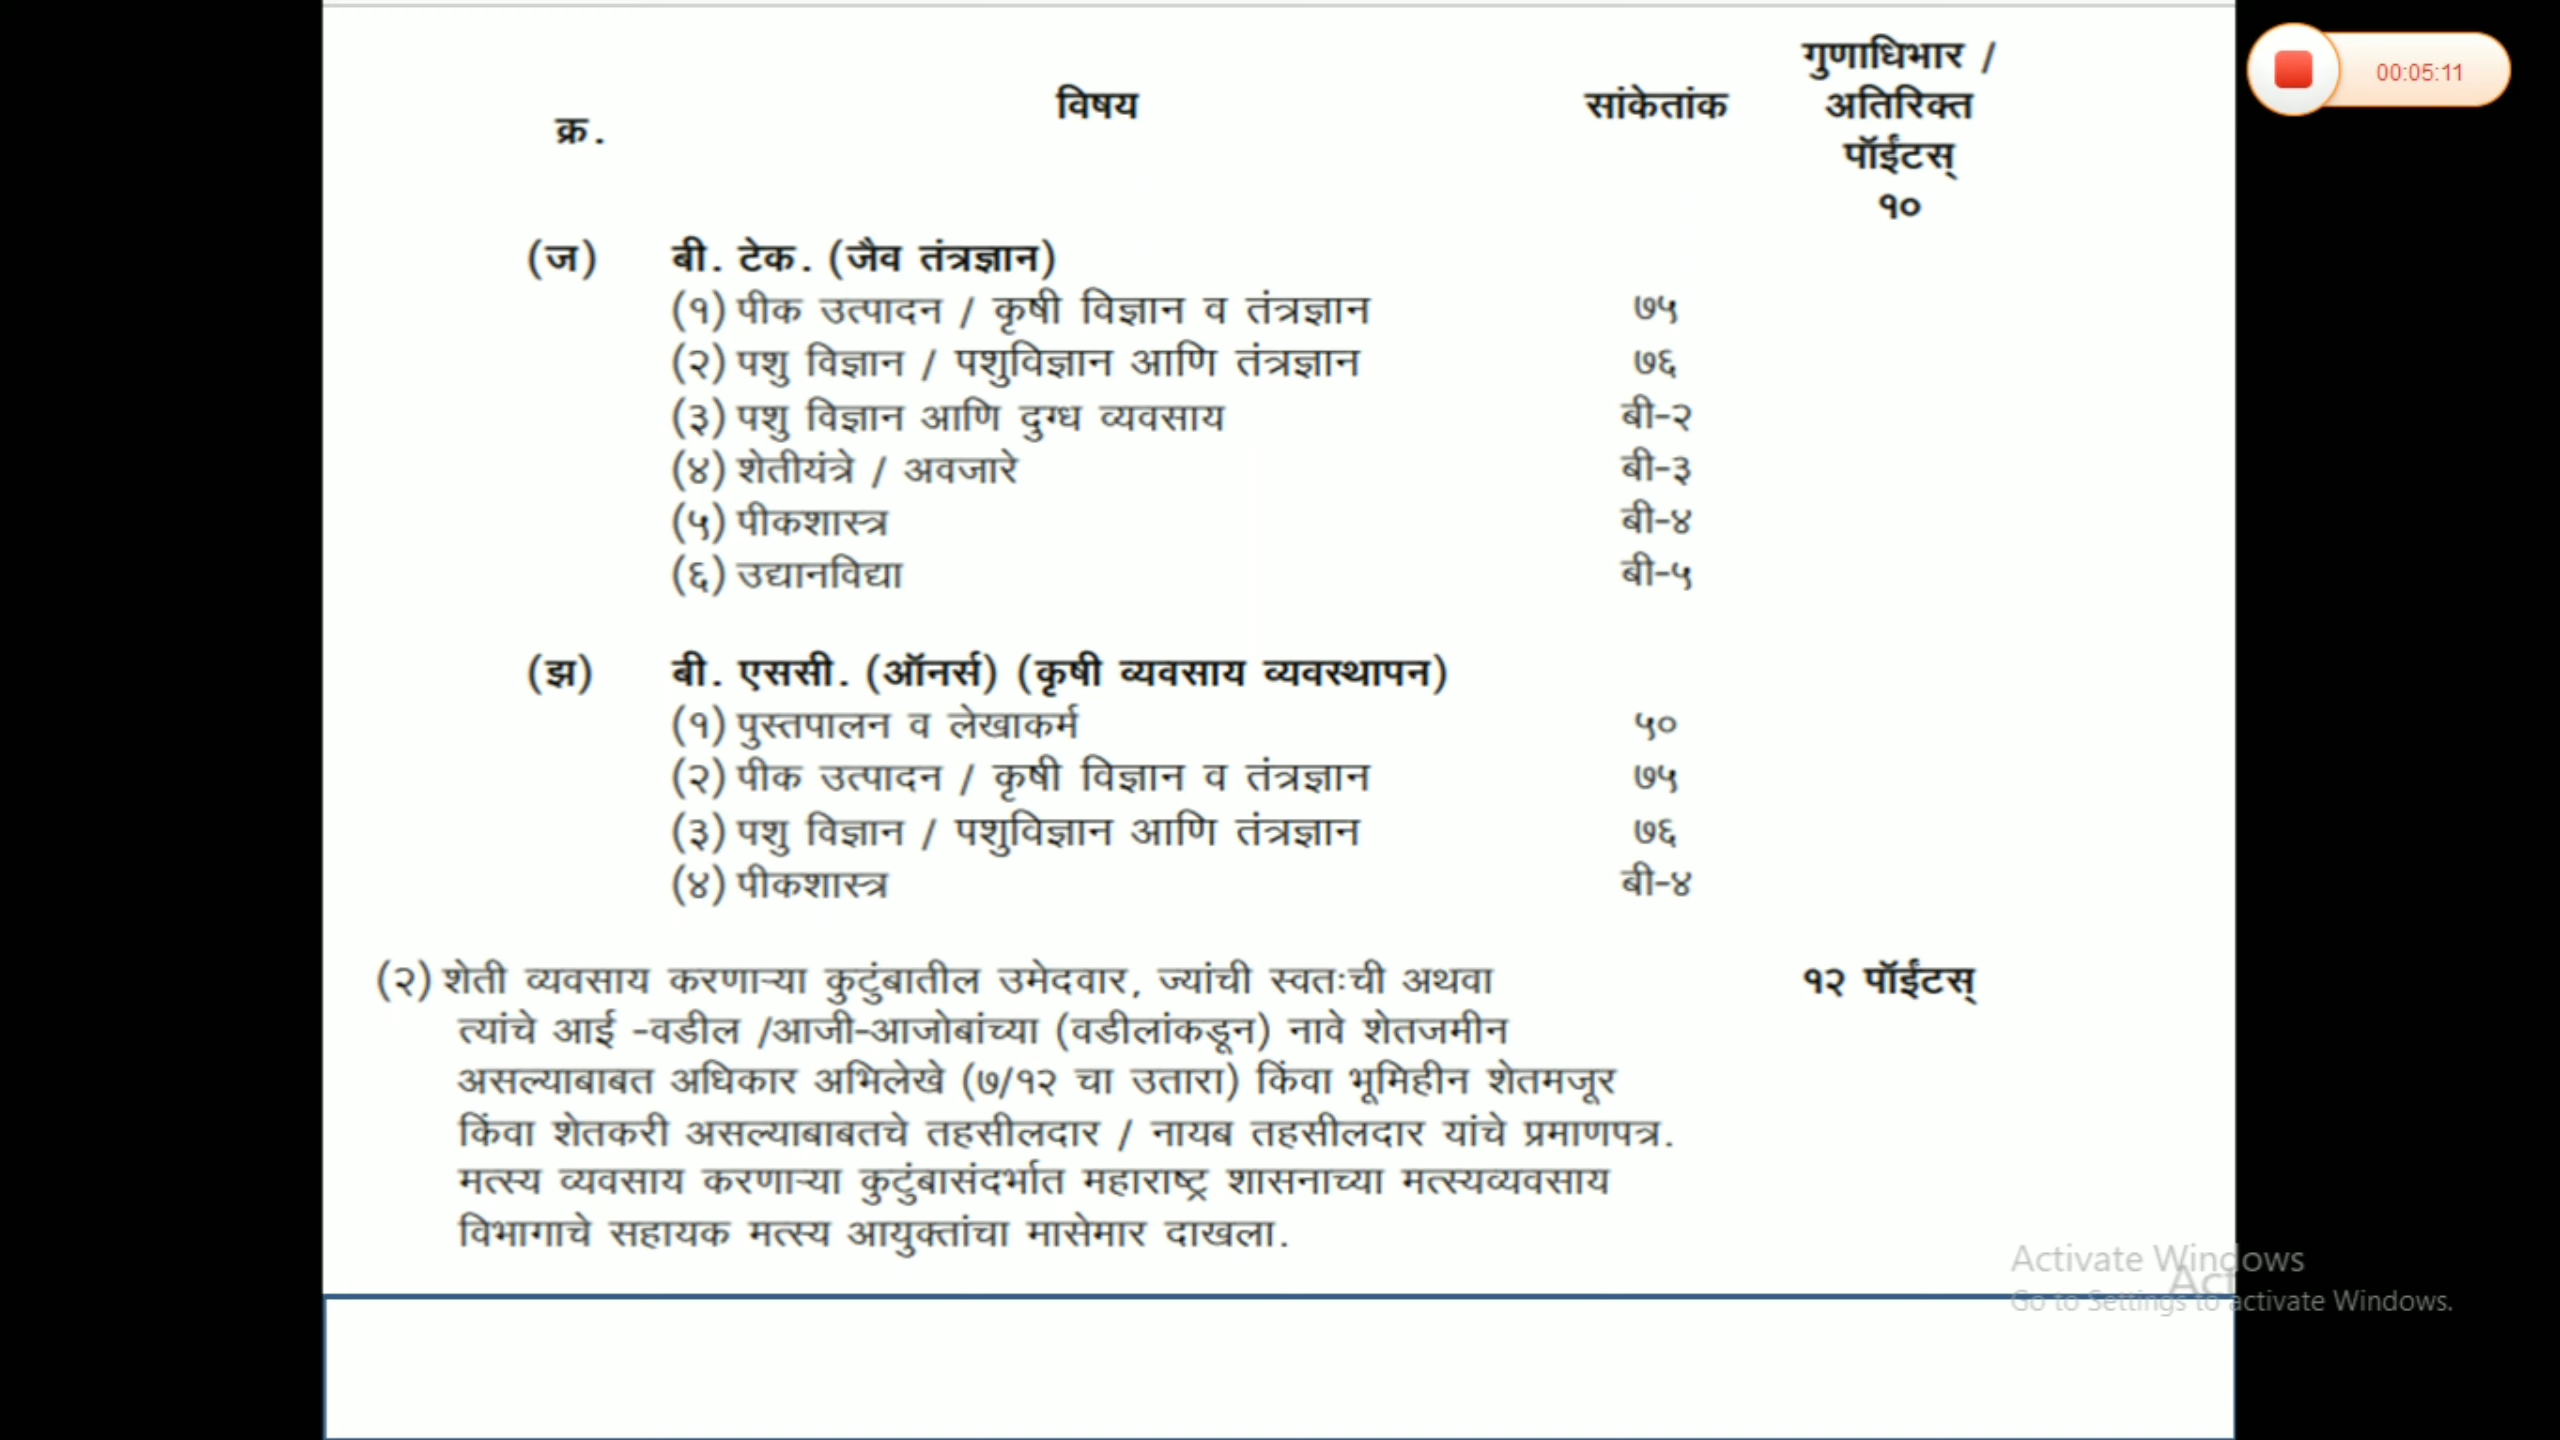 00:05:11
गुणाधिभार /
क्र. विषय सांकेतांक अतिरिक्त
पॉईंटस्
१०
(ज) बी. टेक. (जैव तंत्रज्ञान)
(१) पीक उत्पादन / कृषी विज्ञान व तंत्रज्ञान ७५
(२) पशु विज्ञान / पशुविज्ञान आणि तंत्रज्ञान ७६
(३) पशु विज्ञान आणि दुग्ध व्यवसाय बी-२
(४) शेतीयंत्रे / अवजारे बी-३
(५) पीकशास्त्र बी-४
(६) उद्यानविद्या बी-५
(झ) बी. एससी. (ऑनर्स) (कृषी व्यवसाय व्यवस्थापन)
(१) पुस्तपालन व लेखाकर्म ५०
(२) पीक उत्पादन / कृषी विज्ञान व तंत्रज्ञान ७५
(३) पशु विज्ञान / पशुविज्ञान आणि तंत्रज्ञान ७६
(४) पीकशास्त्र बी-४
(२) शेती व्यवसाय करणाऱ्या कुटुंबातील उमेदवार, ज्यांची स्वतःची अथवा १२ पॉईंटस्
त्यांचे आई -वडील /आजी-आजोबांच्या (वडीलांकडून) नावे शेतजमीन
असल्याबाबत अधिकार अभिलेखे (७/१२ चा उतारा) किंवा भूमिहीन शेतमजूर
किंवा शेतकरी असल्याबाबतचे तहसीलदार / नायब तहसीलदार यांचे प्रमाणपत्र.
मत्स्य व्यवसाय करणाऱ्या कुटुंबासंदर्भात महाराष्ट्र शासनाच्या मत्स्यव्यवसाय
विभागाचे सहायक मत्स्य आयुक्तांचा मासेमार दाखला.
Activate Windows
Act
Go to Settings to activate Windows.